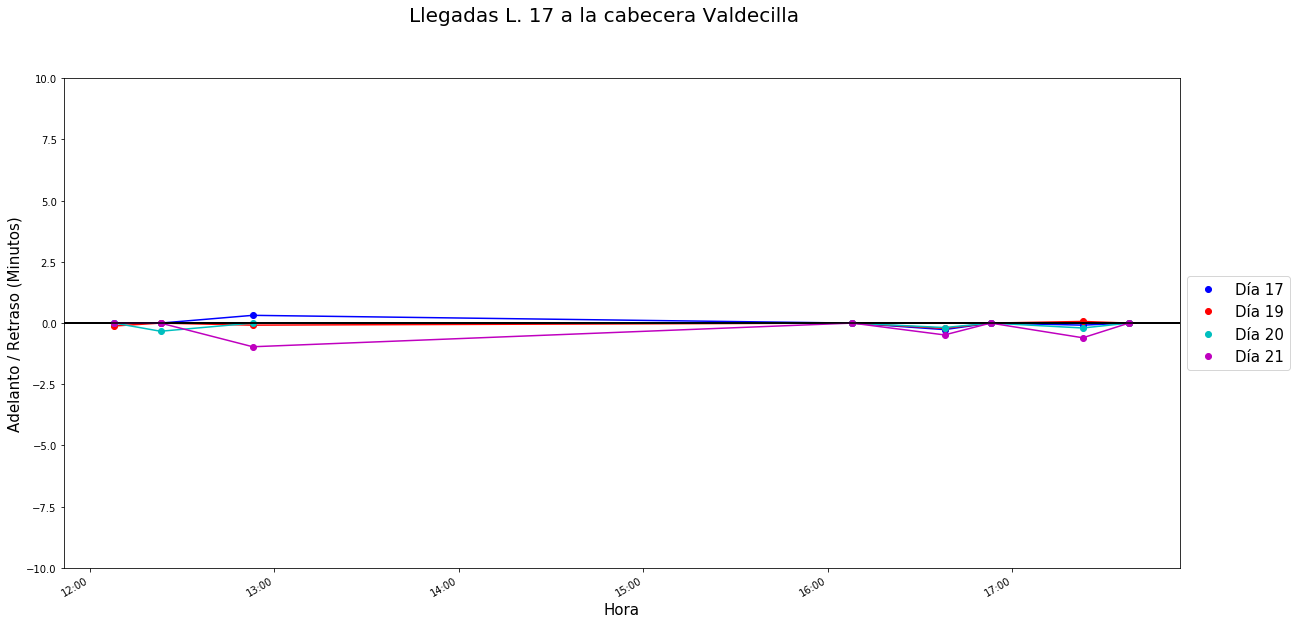 Llegadas L. 17 a la cabecera Valdecilla
Adelanto / Retraso (Minutos)
10.0
7.5
5.0
2.5
0.0
−2.5
−5.0
−7.5
−10.0
12:00
13:00
14:00
15:00
16:00
17:00
Hora
Día 17
Día 19
Día 20
Día 21